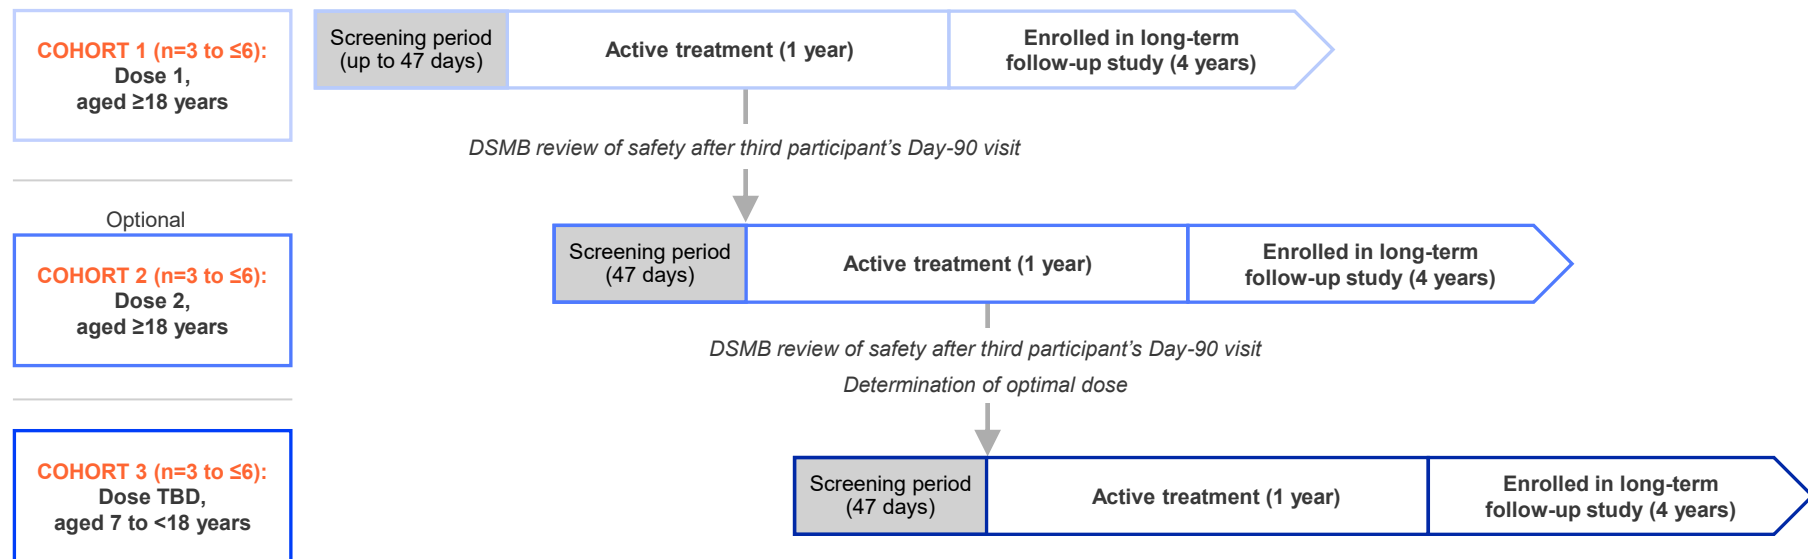 COHORT 1 (n=3 to ≤6):
Dose 1,
aged ≥18 years
Screening period
(up to 47 days)
Active treatment (1 year)
Enrolled in long-term
follow-up study (4 years)
DSMB review of safety after third participant's Day-90 visit
Optional
COHORT 2 (n=3 to ≤6):
Dose 2,
aged ≥18 years
Screening period
(47 days)
Active treatment (1 year)
Enrolled in long-term
follow-up study (4 years)
DSMB review of safety after third participant's Day-90 visit
Determination of optimal dose
COHORT 3 (n=3 to ≤6):
Dose TBD,
aged 7 to <18 years
Screening period
(47 days)
Active treatment (1 year)
Enrolled in long-term
follow-up study (4 years)